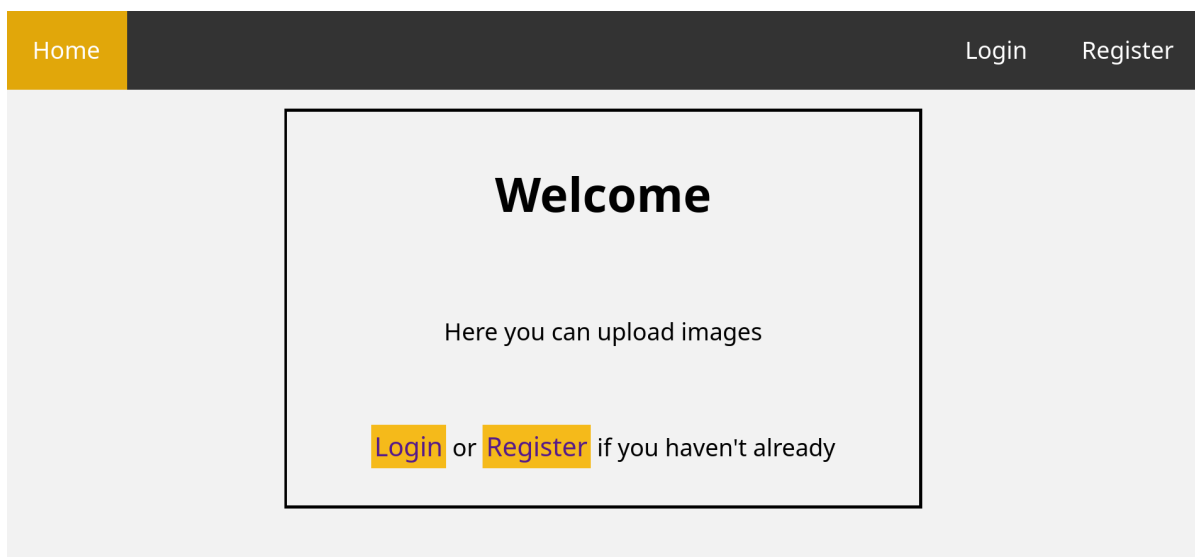 Home Login Register
Welcome
Here you can upload images
Login or Register if you haven't already